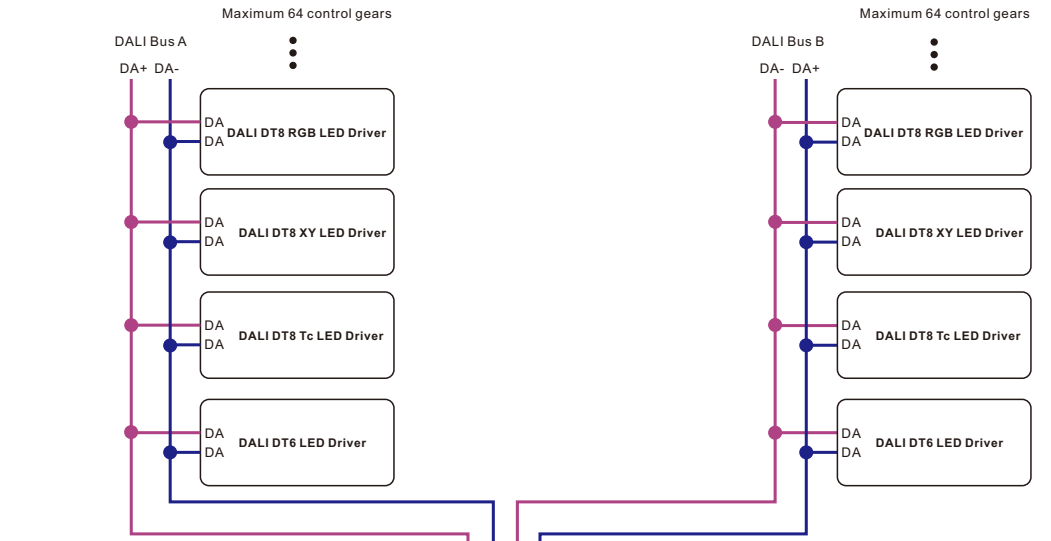 Maximum 64 control gears
DALI Bus A
DA+ DA-
DA
DA
DALI DT8 RGB LED Driver
DA
DA
DALI DT8 XY LED Driver
DA
DA
DALI DT8 Tc LED Driver
DA
DA
DALI DT6 LED Driver
Maximum 64 control gears
DALI Bus B
DA- DA+
DA
DA
DALI DT8 RGB LED Driver
DA
DA
DALI DT8 XY LED Driver
DA
DA
DALI DT8 Tc LED Driver
DA
DA
DALI DT6 LED Driver